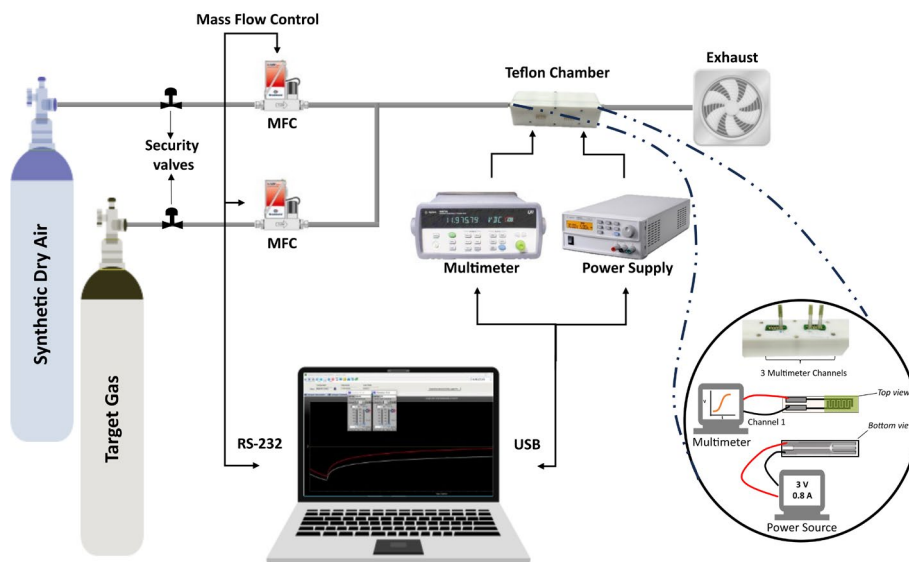 Mass Flow Control
Exhaust
Teflon Chamber
MFC
Security
valves
MFC
Synthetic Dry Air
Target Gas
Multimeter
Power Supply
RS-232
USB
3 Multimeter Channels
Top view
V
Channel 1
Multimeter
Bottom view
3 V
0.8 A
Power Source